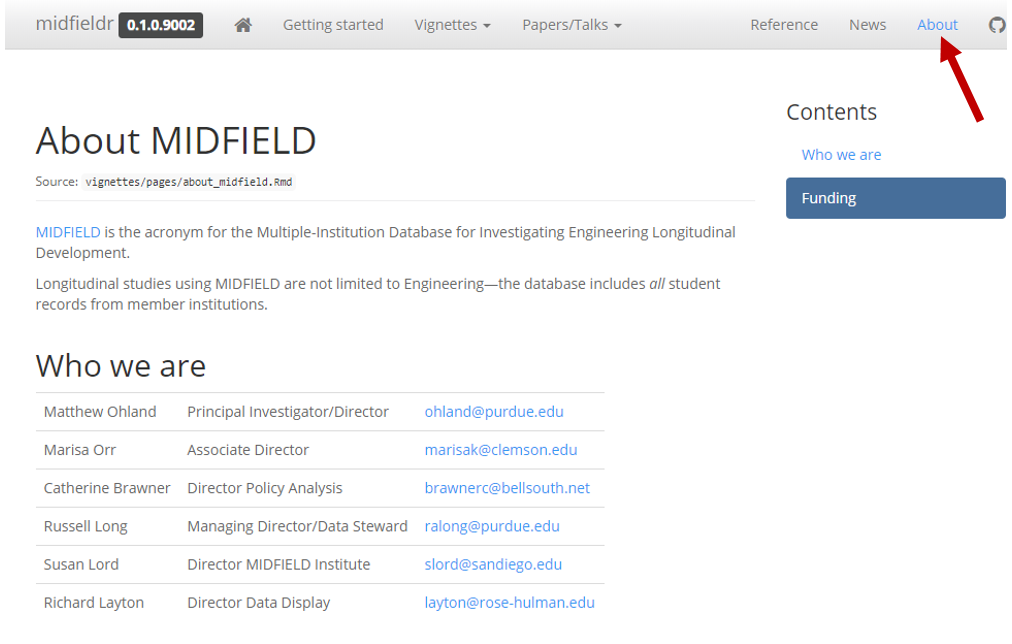 midfieldr 0.1.0.9002 Getting started Vignettes Papers/Talks Reference News About
Contents
Who we are
Funding
About MIDFIELD
Source: vignettes/pages/about_midfield.Rmd
MIDFIELD is the acronym for the Multiple-Institution Database for Investigating Engineering Longitudinal
Development.
Longitudinal studies using MIDFIELD are not limited to Engineering—the database includes all student
records from member institutions.
Who we are
Matthew Ohland Principal Investigator/Director ohland@purdue.edu
Marisa Orr Associate Director marisak@clemson.edu
Catherine Brawner Director Policy Analysis brawnerc@bellsouth.net
Russell Long Managing Director/Data Steward ralong@purdue.edu
Susan Lord Director MIDFIELD Institute slord@sandiego.edu
Richard Layton Director Data Display layton@rose-hulman.edu